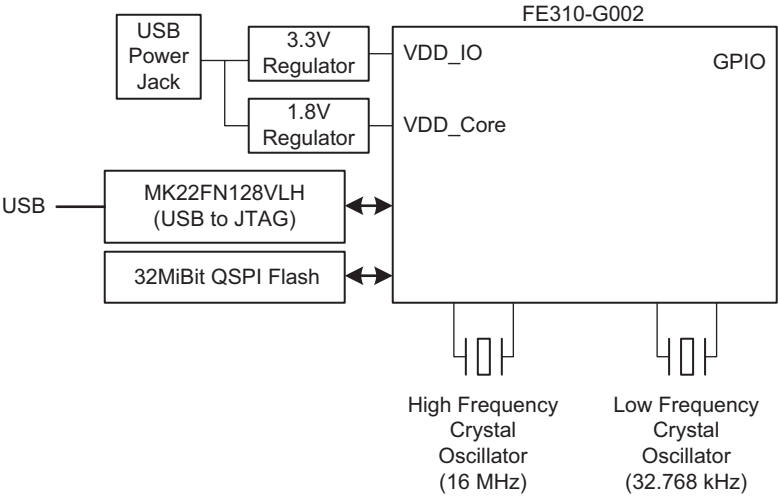 FE310-G002
USB
Power
Jack
3.3V
Regulator
VDD_IO
GPIO
1.8V
Regulator
VDD_Core
USB
MK22FN128VLH
(USB to JTAG)
32MiBit QSPI Flash
High Frequency
Crystal
Oscillator
(16 MHz)
Low Frequency
Crystal
Oscillator
(32.768 kHz)